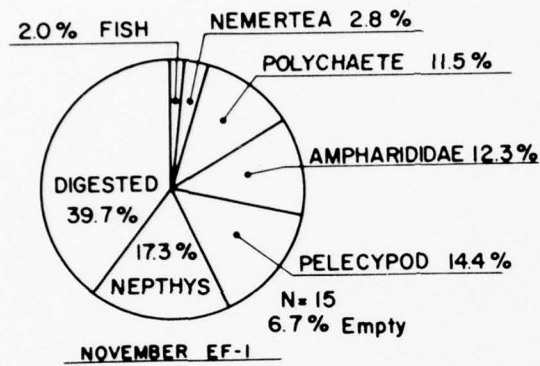 2.0 % FISH
NEMERTEA 2.8 %
POLYCHAETE 11.5 %
AMPHARIDIDAE 12.3 %
DIGESTED
39.7 %
17.3 %
NEPTHYS
PELECYPOD 14.4 %
N= 15
6.7 % Empty
NOVEMBER EF-1